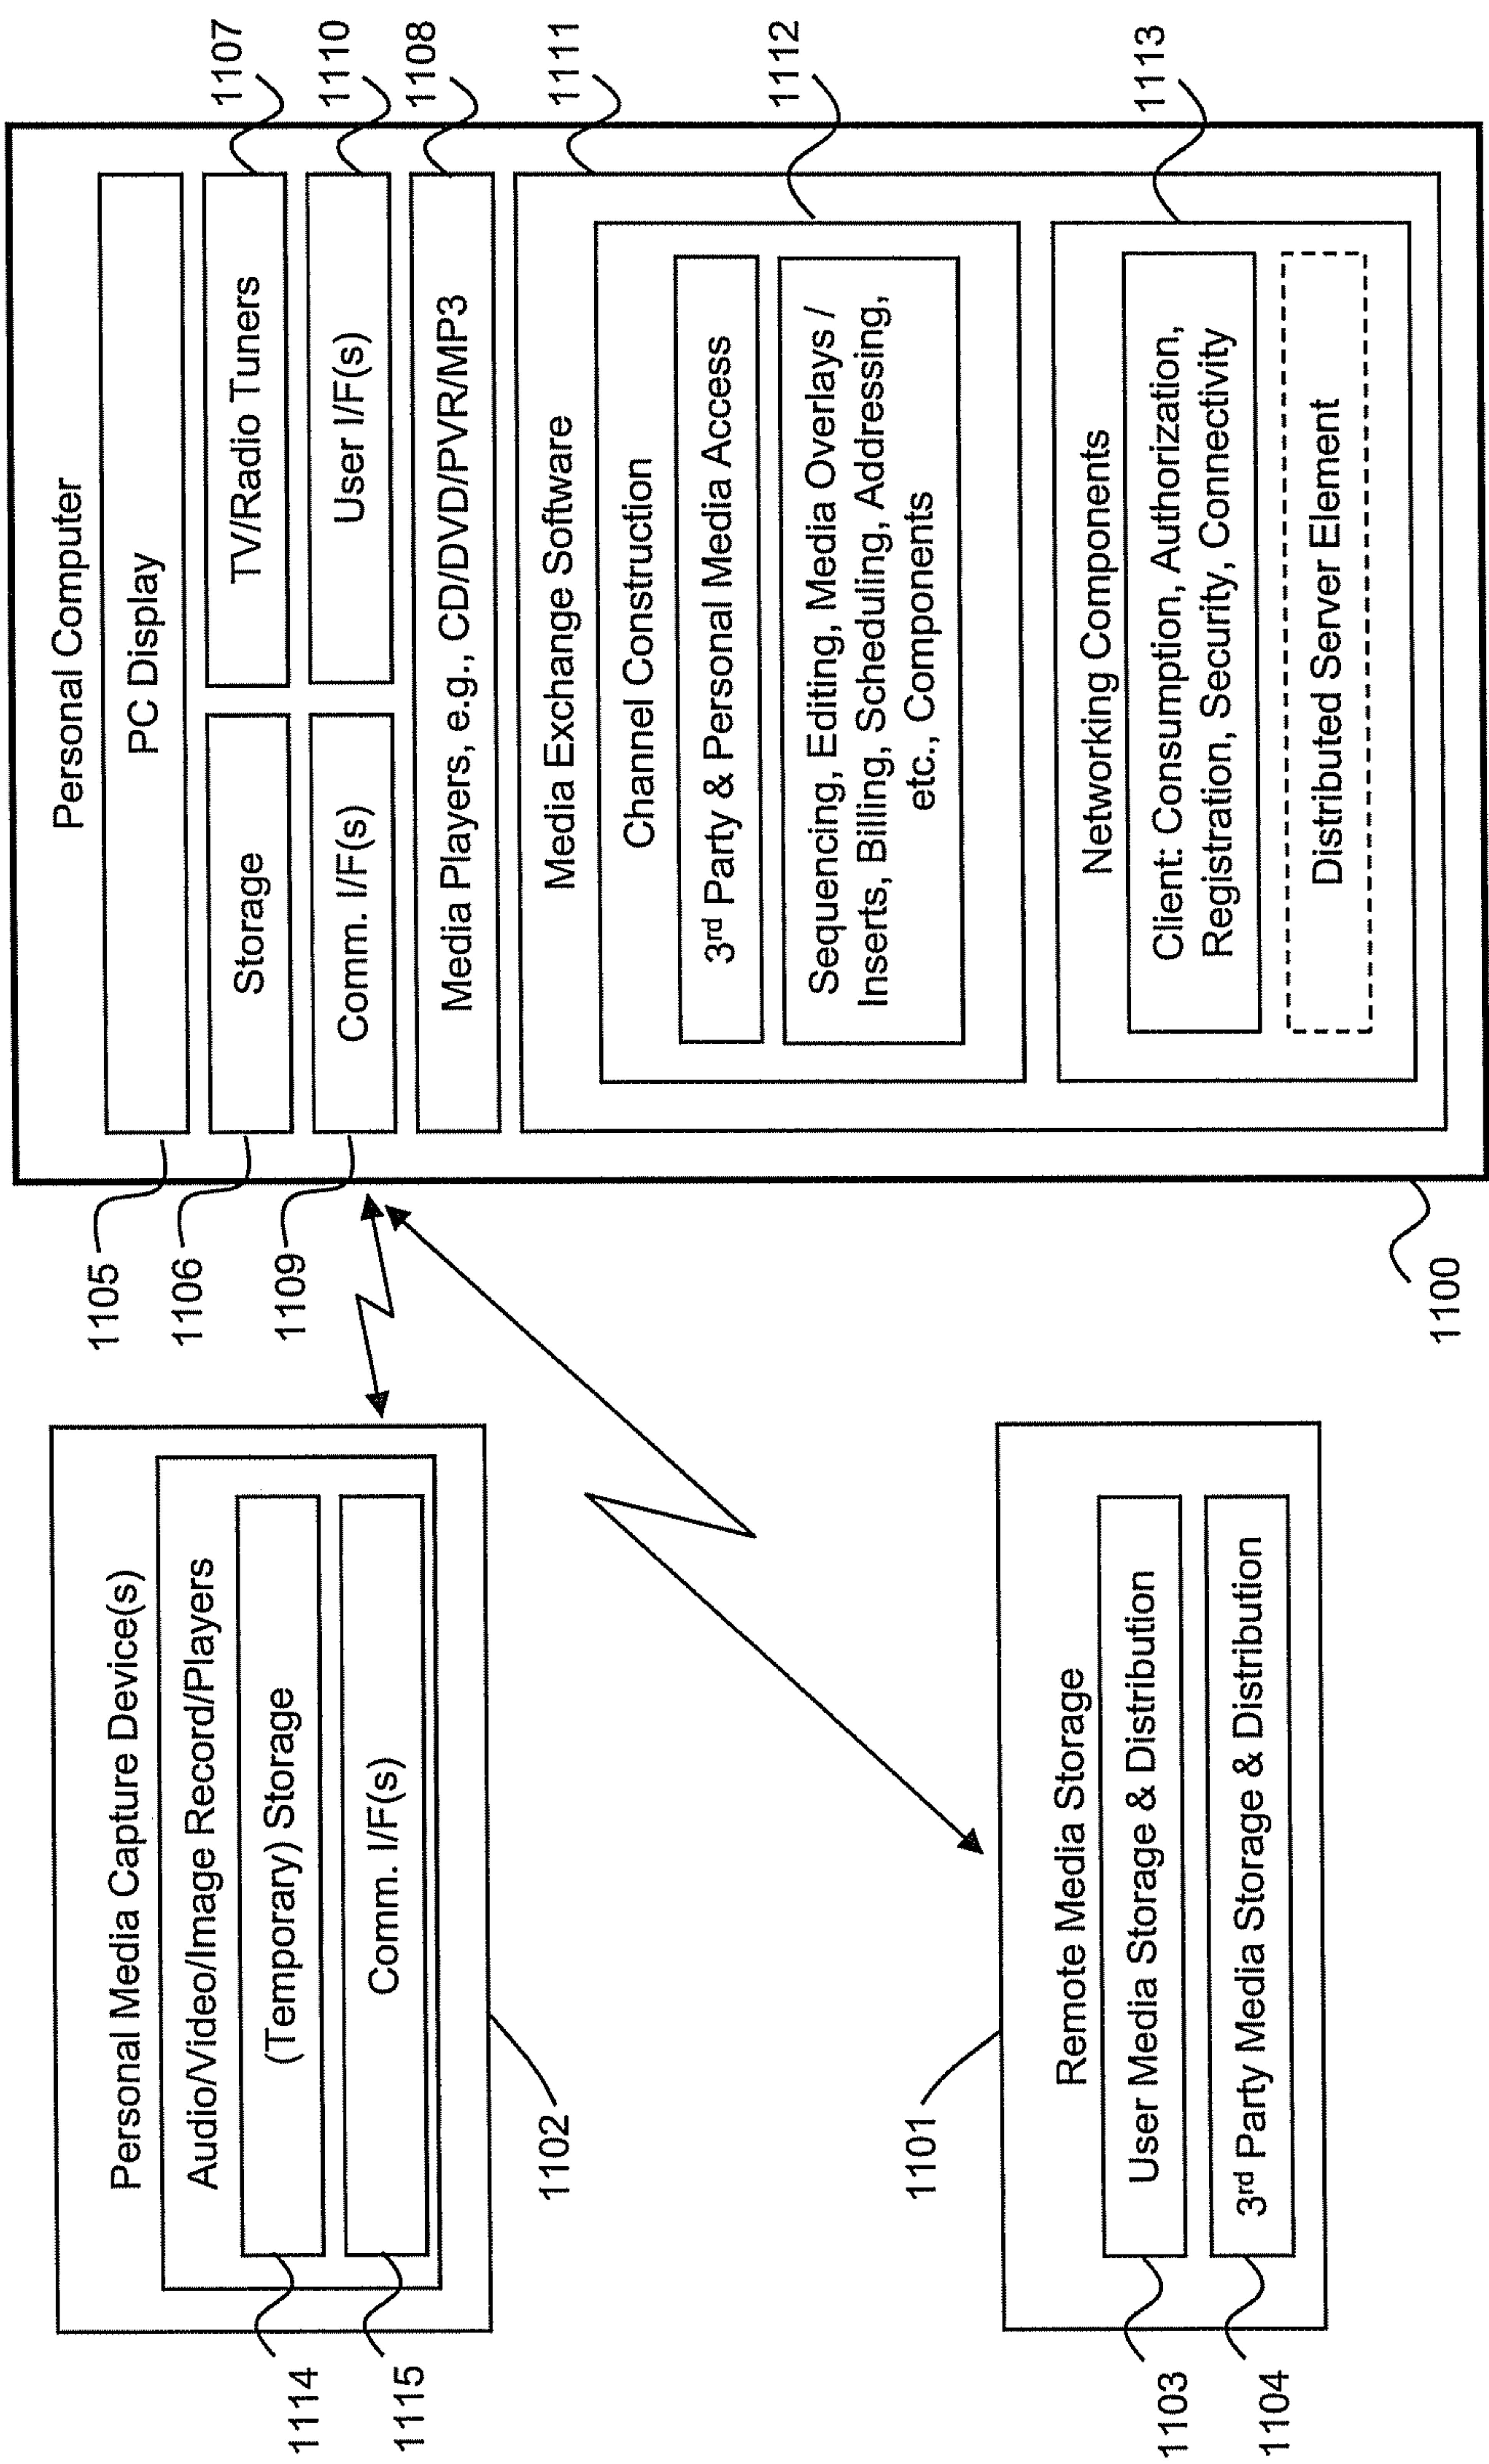 Personal Media Capture Device(s)
Audio/Video/Image Record/Players
(Temporary) Storage
Comm. I/F(s)
1114
1115
1102
1101
Remote Media Storage
User Media Storage & Distribution
3rd Party Media Storage & Distribution
1103
1104
1105
1106
1109
1100
Personal Computer
PC Display
Storage
TV/Radio Tuners
Comm. I/F(s)
User I/F(s)
Media Players, e.g., CD/DVD/PVR/MP3
Media Exchange Software
Channel Construction
3rd Party & Personal Media Access
Sequencing, Editing, Media Overlays /
Inserts, Billing, Scheduling, Addressing,
etc., Components
Networking Components
Client: Consumption, Authorization,
Registration, Security, Connectivity
Distributed Server Element
1107
1110
1108
1111
1112
1113